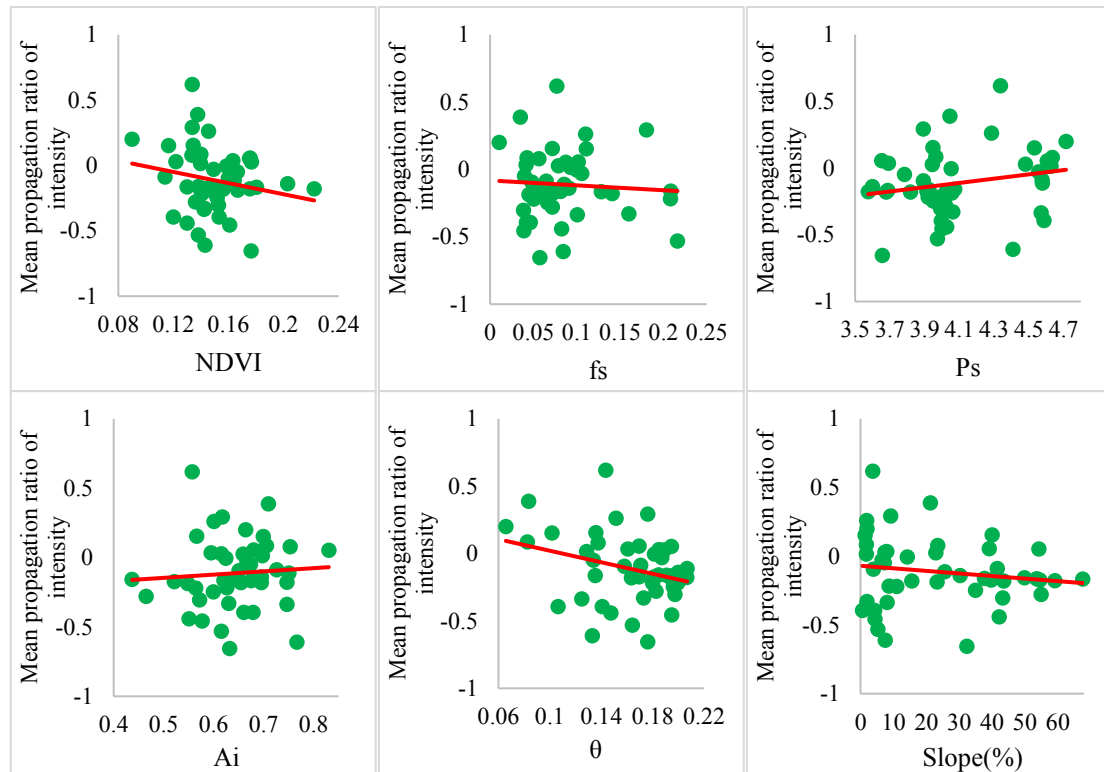 Mean propagation ratio of
intensity
1
0.5
0
-0.5
-1
0.08 0.12 0.16 0.2 0.24
NDVI
Mean propagation ratio of
intensity
1
0.5
0
-0.5
-1
0 0.05 0.1 0.15 0.2 0.25
fs
Mean propagation ratio of
intensity
1
0.5
0
-0.5
-1
3.5 3.7 3.9 4.1 4.3 4.5 4.7
Ps
Mean propagation ratio of
intensity
1
0.5
0
-0.5
-1
0.4 0.5 0.6 0.7 0.8
Ai
Mean propagation ratio of
intensity
1
0.5
0
-0.5
-1
0.06 0.1 0.14 0.18 0.22
θ
Mean propagation ratio of
intensity
1
0.5
0
-0.5
-1
0 10 20 30 40 50 60
Slope(%)